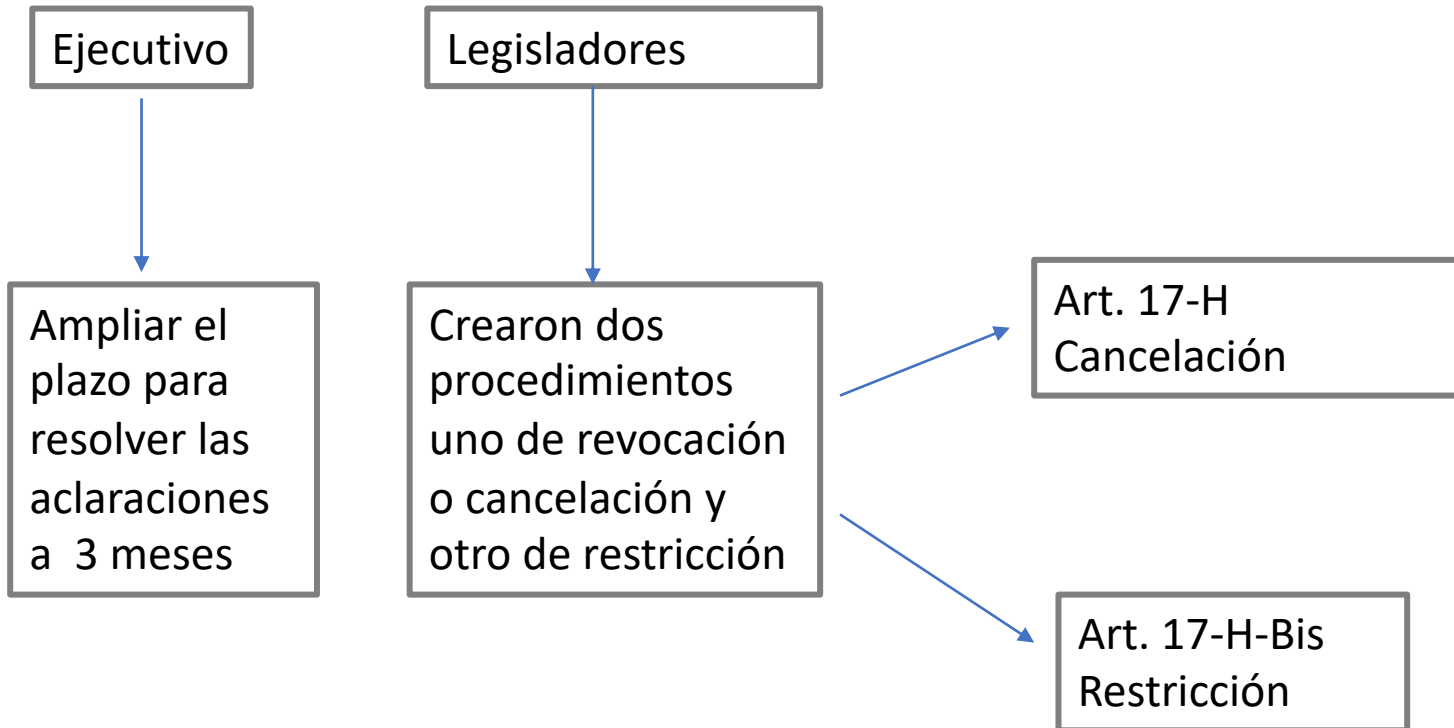 Ejecutivo
Legisladores
Ampliar el
plazo para
resolver las
aclaraciones
a 3 meses
Crearon dos
procedimientos
uno de revocación
o cancelación y
otro de restricción
Art. 17-H
Cancelación
Art. 17-H-Bis
Restricción